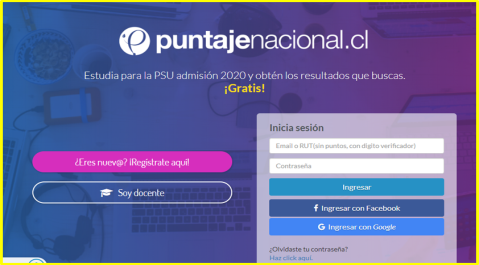 puntajenacional.cl
Estudia para la PSU admisión 2020 y obtén los resultados que buscas.
¡Gratis!
¿Eres nuev@? ¡Regístrate aquí!
Soy docente
Inicia sesión
Email o RUT(sin puntos, con dígito verificador)
Contraseña
Ingresar
Ingresar con Facebook
Ingresar con Google
¿Olvidaste tu contraseña?
Haz click aquí.